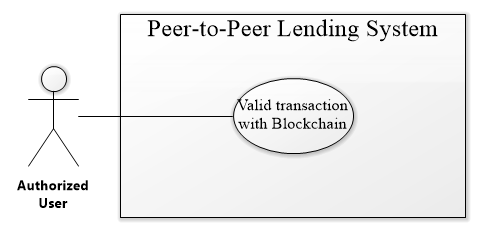 Peer-to-Peer Lending System
Valid transaction
with Blockchain
Authorized
User